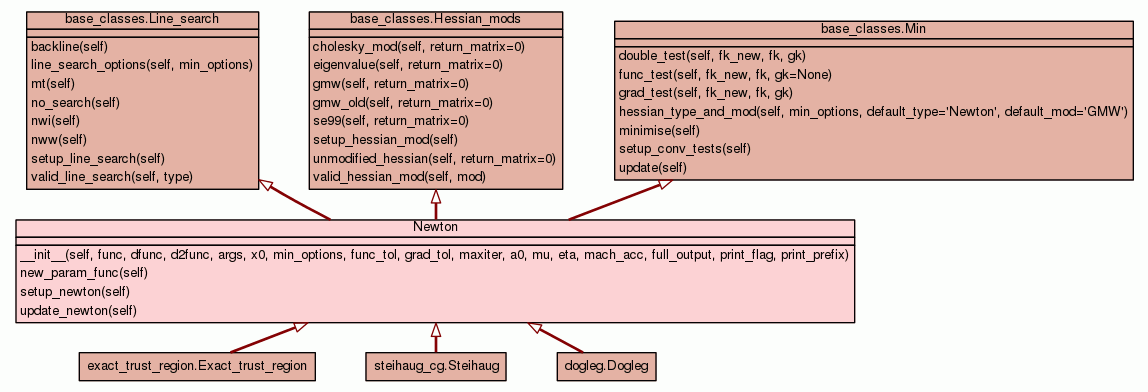 base_classes.Line_search
backline(self)
line_search_options(self, min_options)
mt(self)
no_search(self)
nwi(self)
nww(self)
setup_line_search(self)
valid_line_search(self, type)
base_classes.Hessian_mods
cholesky_mod(self, return_matrix=0)
eigenvalue(self, return_matrix=0)
gmw(self, return_matrix=0)
gmw_old(self, return_matrix=0)
se99(self, return_matrix=0)
setup_hessian_mod(self)
unmodified_hessian(self, return_matrix=0)
valid_hessian_mod(self, mod)
base_classes.Min
double_test(self, fk_new, fk, gk)
func_test(self, fk_new, fk, gk=None)
grad_test(self, fk_new, fk, gk)
hessian_type_and_mod(self, min_options, default_type='Newton', default_mod='GMW')
minimise(self)
setup_conv_tests(self)
update(self)
Newton
__init__(self, func, dfunc, d2func, args, x0, min_options, func_tol, grad_tol, maxiter, a0, mu, eta, mach_acc, full_output, print_flag, print_prefix)
new_param_func(self)
setup_newton(self)
update_newton(self)
exact_trust_region.Exact_trust_region
steihaug_cg.Steihaug
dogleg.Dogleg